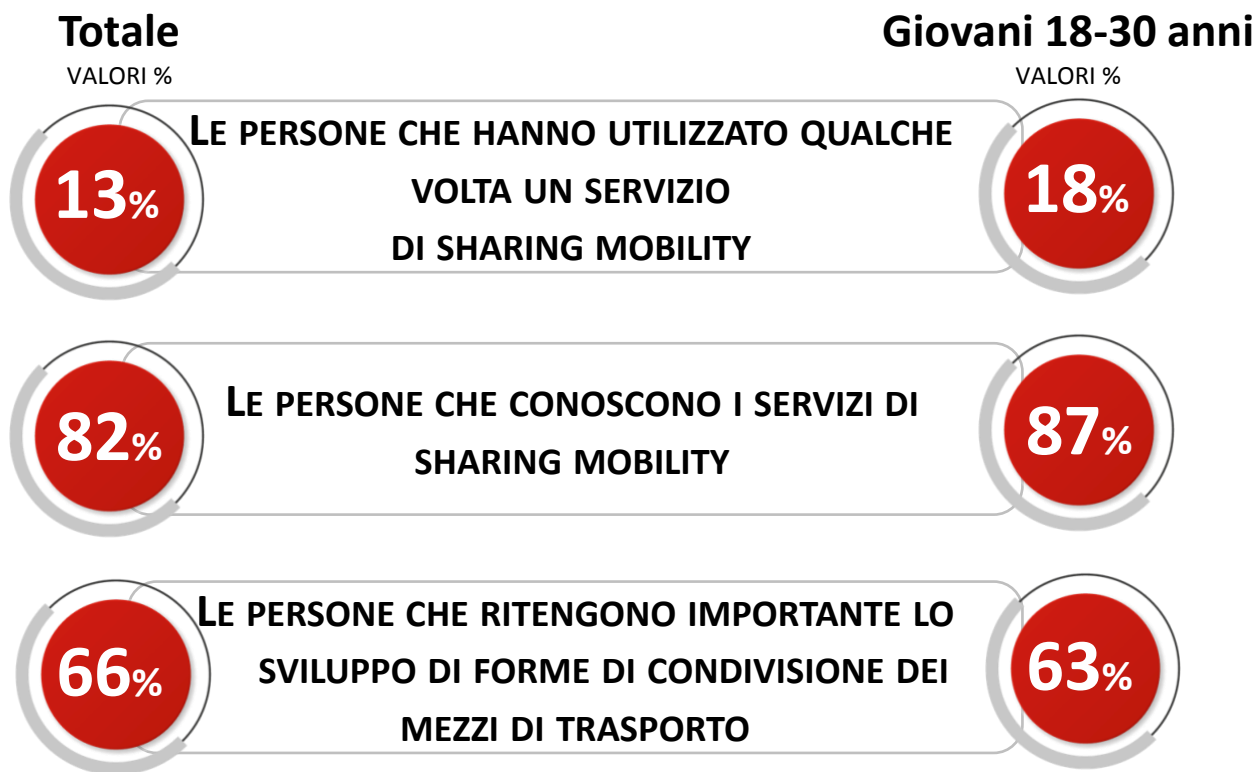 Totale
Giovani 18-30 anni
VALORI %
VALORI %
13%
LE PERSONE CHE HANNO UTILIZZATO QUALCHE
VOLTA UN SERVIZIO
DI SHARING MOBILITY
18%
82%
LE PERSONE CHE CONOSCONO I SERVIZI DI
SHARING MOBILITY
87%
66%
LE PERSONE CHE RITENGONO IMPORTANTE LO
SVILUPPO DI FORME DI CONDIVISIONE DEI
MEZZI DI TRASPORTO
63%